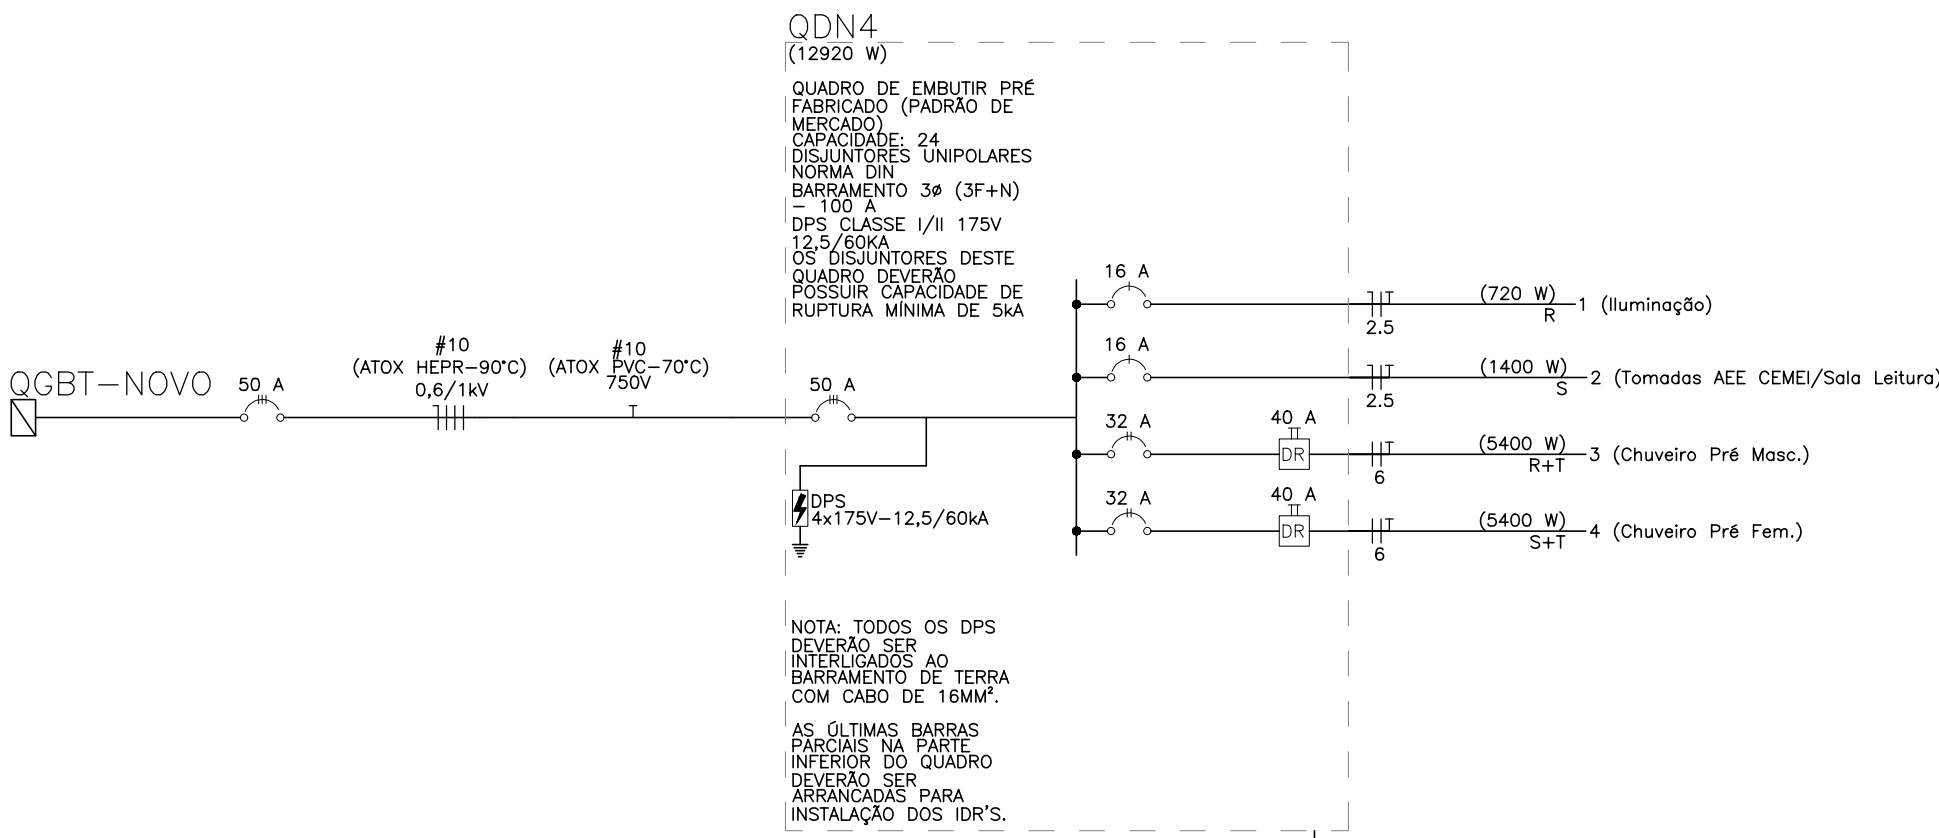 QDN4
(12920 W)
QUADRO DE EMBUTIR PRÉ
FABRICADO (PADRÃO DE
MERCADO)
CAPACIDADE: 24
DISJUNTORES UNIPOLARES
NORMA DIN
BARRAMENTO 3ø (3F+N)
– 100 A
DPS CLASSE I/II 175V
12,5/60KA
OS DISJUNTORES DESTE
QUADRO DEVERÃO
POSSUIR CAPACIDADE DE
RUPTURA MÍNIMA DE 5kA
QGBT–NOVO
50 A
#10
(ATOX HEPR–90°C)
0,6/1kV
#10
(ATOX PVC–70°C)
750V
50 A
DPS
4x175V–12,5/60kA
16 A
T
2.5
(720 W)
R
1 (Iluminação)
16 A
T
2.5
(1400 W)
S
2 (Tomadas AEE CEMEI/Sala Leitura)
32 A
40 A
DR
6
(5400 W)
R+T
3 (Chuveiro Pré Masc.)
32 A
40 A
DR
6
(5400 W)
S+T
4 (Chuveiro Pré Fem.)
NOTA: TODOS OS DPS
DEVERÃO SER
INTERLIGADOS AO
BARRAMENTO DE TERRA
COM CABO DE 16MM².
AS ÚLTIMAS BARRAS
PARCIAIS NA PARTE
INFERIOR DO QUADRO
DEVERÃO SER
ARRANCADAS PARA
INSTALAÇÃO DOS IDR'S.